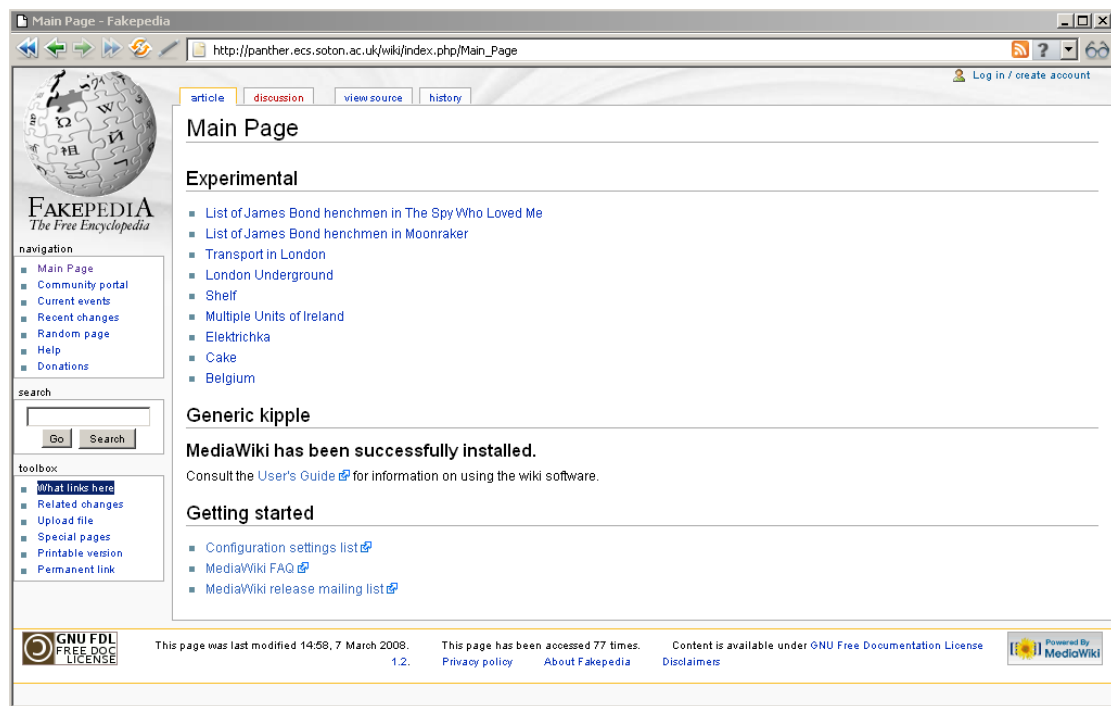 Main Page - Fakepedia
http://panther.ecs.soton.ac.uk/wiki/index.php/Main_Page
Log in / create account
article discussion view source history
Main Page
Experimental
List of James Bond henchmen in The Spy Who Loved Me
List of James Bond henchmen in Moonraker
Transport in London
London Underground
Shelf
Multiple Units of Ireland
Elektrichka
Cake
Belgium
Generic kipple
MediaWiki has been successfully installed.
Consult the User's Guide for information on using the wiki software.
Getting started
Configuration settings list
MediaWiki FAQ
MediaWiki release mailing list
FAKEPEDIA
The Free Encyclopedia
navigation
Main Page
Community portal
Current events
Recent changes
Random page
Help
Donations
search
Go Search
toolbox
What links here
Related changes
Upload file
Special pages
Printable version
Permanent link
GNU FDL
FREE DOC
LICENSE
This page was last modified 14:58, 7 March 2008. This page has been accessed 77 times. Content is available under GNU Free Documentation License
1.2. Privacy policy About Fakepedia Disclaimers
Powered By
MediaWiki